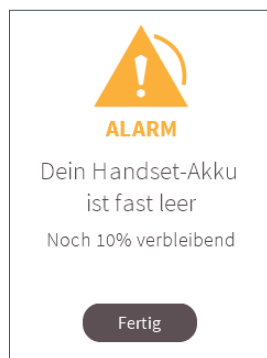 ALARM
Dein Handset-Akku
ist fast leer
Noch 10% verbleibend
Fertig